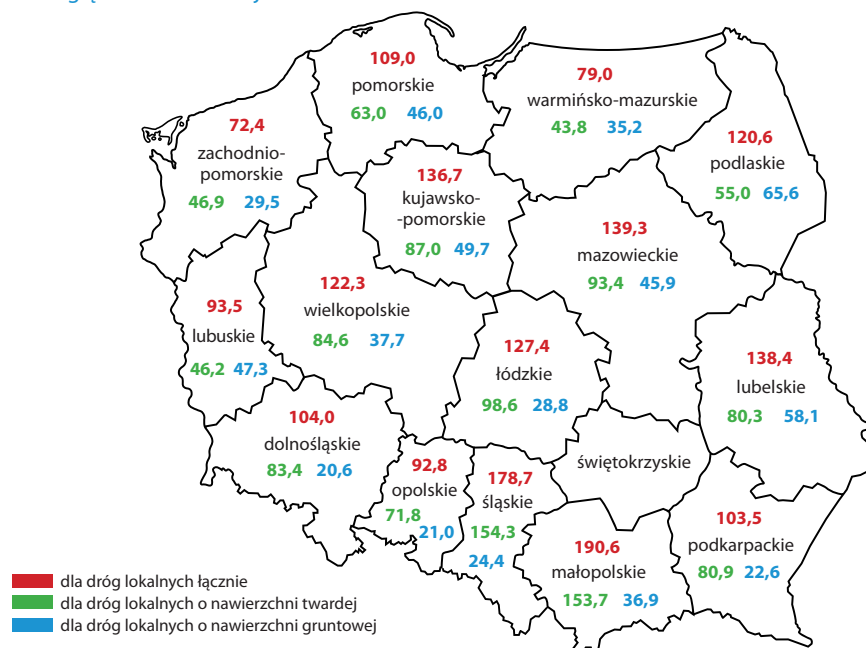 109,0
pomorskie
63,0 46,0
79,0
warmińsko-mazurskie
43,8 35,2
72,4
zachodnio-
pomorskie
46,9 29,5
120,6
podlaskie
55,0 65,6
136,7
kujawsko-
-pomorskie
87,0 49,7
139,3
mazowieckie
93,4 45,9
93,5
lubuskie
46,2 47,3
122,3
wielkopolskie
84,6 37,7
127,4
łódzkie
98,6 28,8
138,4
lubelskie
80,3 58,1
104,0
dolnośląskie
83,4 20,6
92,8
opolskie
71,8
21,0
178,7
śląskie
154,3
24,4
świętokrzyskie
190,6
małopolskie
153,7 36,9
103,5
podkarpackie
80,9 22,6
dla dróg lokalnych łącznie
dla dróg lokalnych o nawierzchni twardej
dla dróg lokalnych o nawierzchni gruntowej